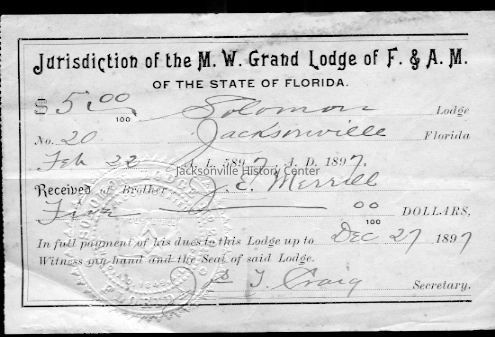 Jurisdiction of the M. W. Grand Lodge of F. & A. M.
OF THE STATE OF FLORIDA.
$5.00/100 Solomon Lodge
No. 20 Jacksonville Florida
Feb 22 A. L. 5897, A. D. 1897.
Jacksonville History Center
Received of Brother J. E. Merrill
Five 00/100 DOLLARS,
In full payment of his dues to this Lodge up to Dec 27 1897
Witness my hand and the Seal of said Lodge.
T. Craig Secretary.